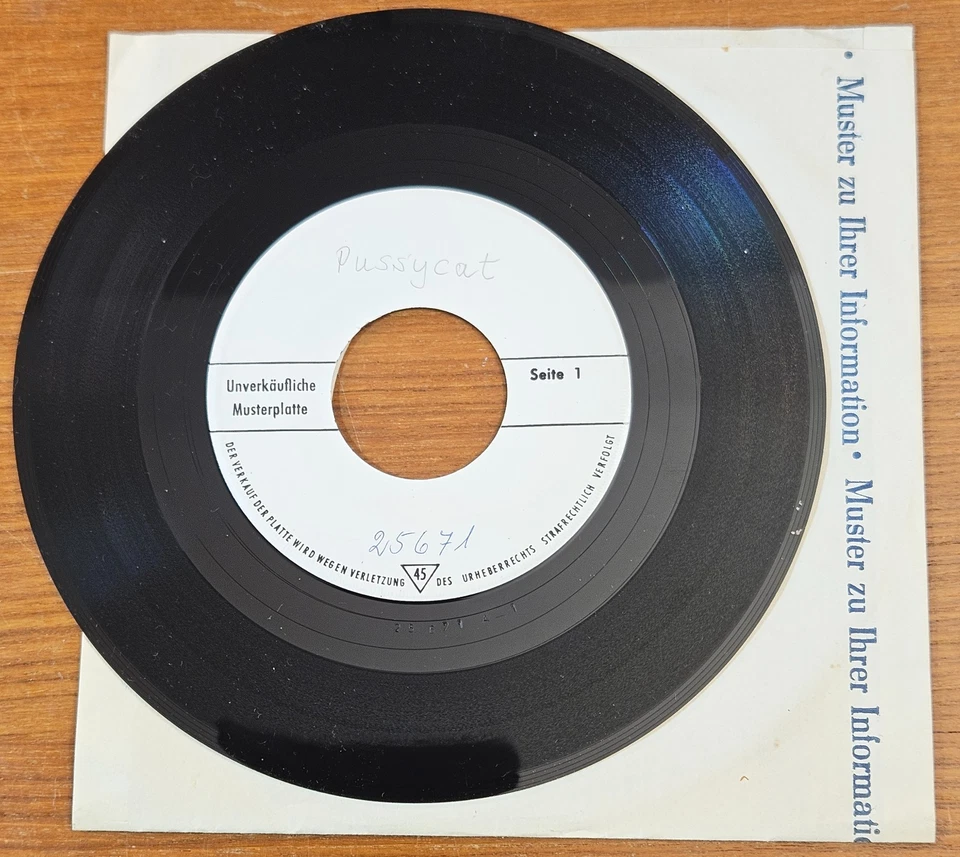 Pussycat
Unverkäufliche
Musterplatte
Seite 1
25671
DER VERKAUF DER PLATTE WIRD WEGEN VERLETZUNG DES URHEBERRECHTS STRAFRECHTLICH VERFOLGT
45
• Muster zu Ihrer Information • Muster zu Ihrer Informatio